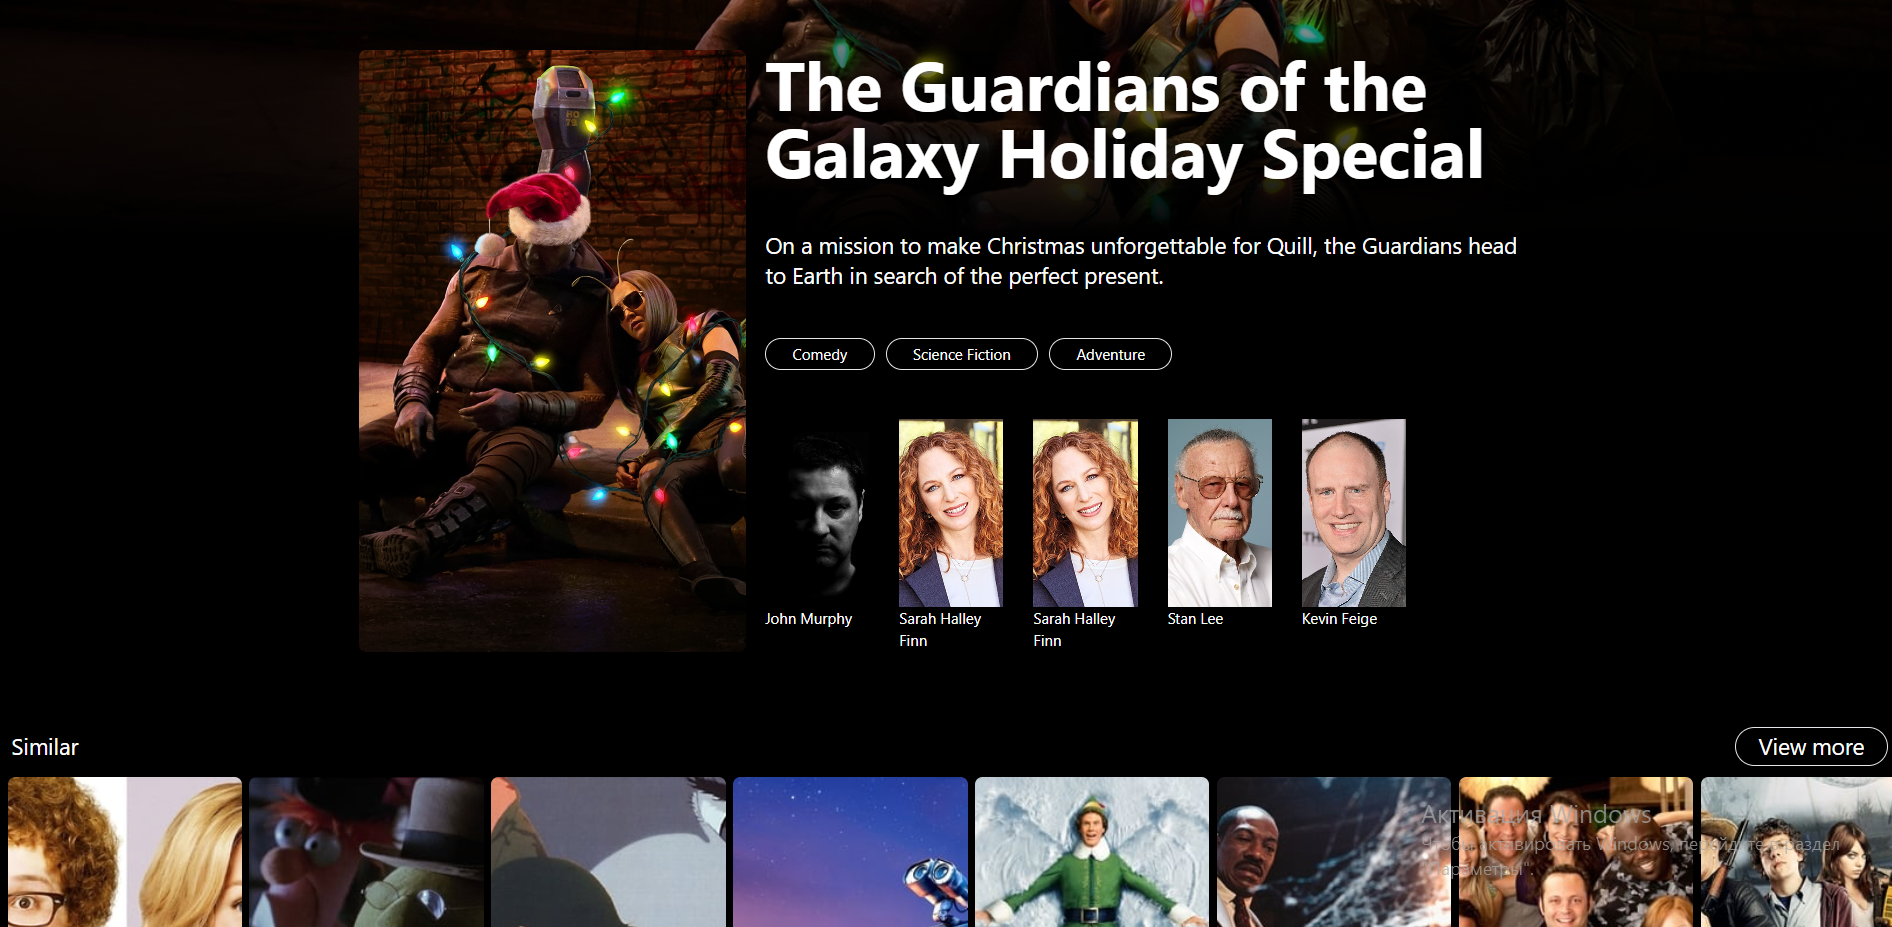 The Guardians of the
Galaxy Holiday Special
On a mission to make Christmas unforgettable for Quill, the Guardians head
to Earth in search of the perfect present.
Comedy
Science Fiction
Adventure
John Murphy
Sarah Halley
Finn
Sarah Halley
Finn
Stan Lee
Kevin Feige
Similar
View more
Активация Windows
Чтобы активировать Windows, перейдите в раздел
"Параметры".